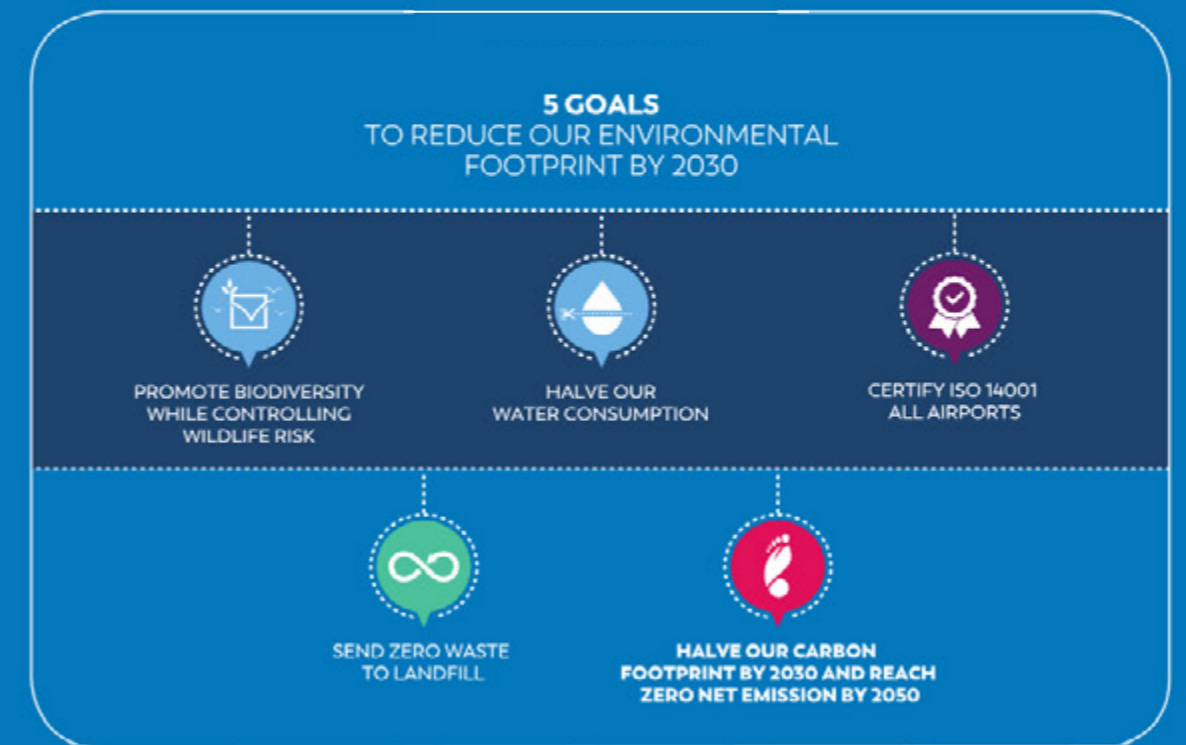 5 GOALS
TO REDUCE OUR ENVIRONMENTAL
FOOTPRINT BY 2030
PROMOTE BIODIVERSITY
WHILE CONTROLLING
WILDLIFE RISK
HALVE OUR
WATER CONSUMPTION
CERTIFY ISO 14001
ALL AIRPORTS
SEND ZERO WASTE
TO LANDFILL
HALVE OUR CARBON
FOOTPRINT BY 2030 AND REACH
ZERO NET EMISSION BY 2050